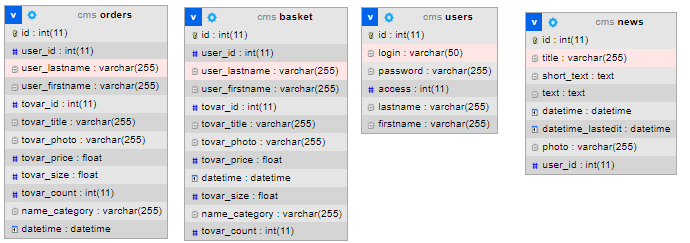 v cms orders
id : int(11)
user_id : int(11)
user_lastname : varchar(255)
user_firstname : varchar(255)
tovar_id : int(11)
tovar_title : varchar(255)
tovar_photo : varchar(255)
tovar_price : float
tovar_size : float
tovar_count : int(11)
name_category : varchar(255)
datetime : datetime
v cms basket
id : int(11)
user_id : int(11)
user_lastname : varchar(255)
user_firstname : varchar(255)
tovar_id : int(11)
tovar_title : varchar(255)
tovar_photo : varchar(255)
tovar_price : float
datetime : datetime
tovar_size : float
name_category : varchar(255)
tovar_count : int(11)
v cms users
id : int(11)
login : varchar(50)
password : varchar(255)
access : int(11)
lastname : varchar(255)
firstname : varchar(255)
v cms news
id : int(11)
title : varchar(255)
short_text : text
text : text
datetime : datetime
datetime_lastedit : datetime
photo : varchar(255)
user_id : int(11)